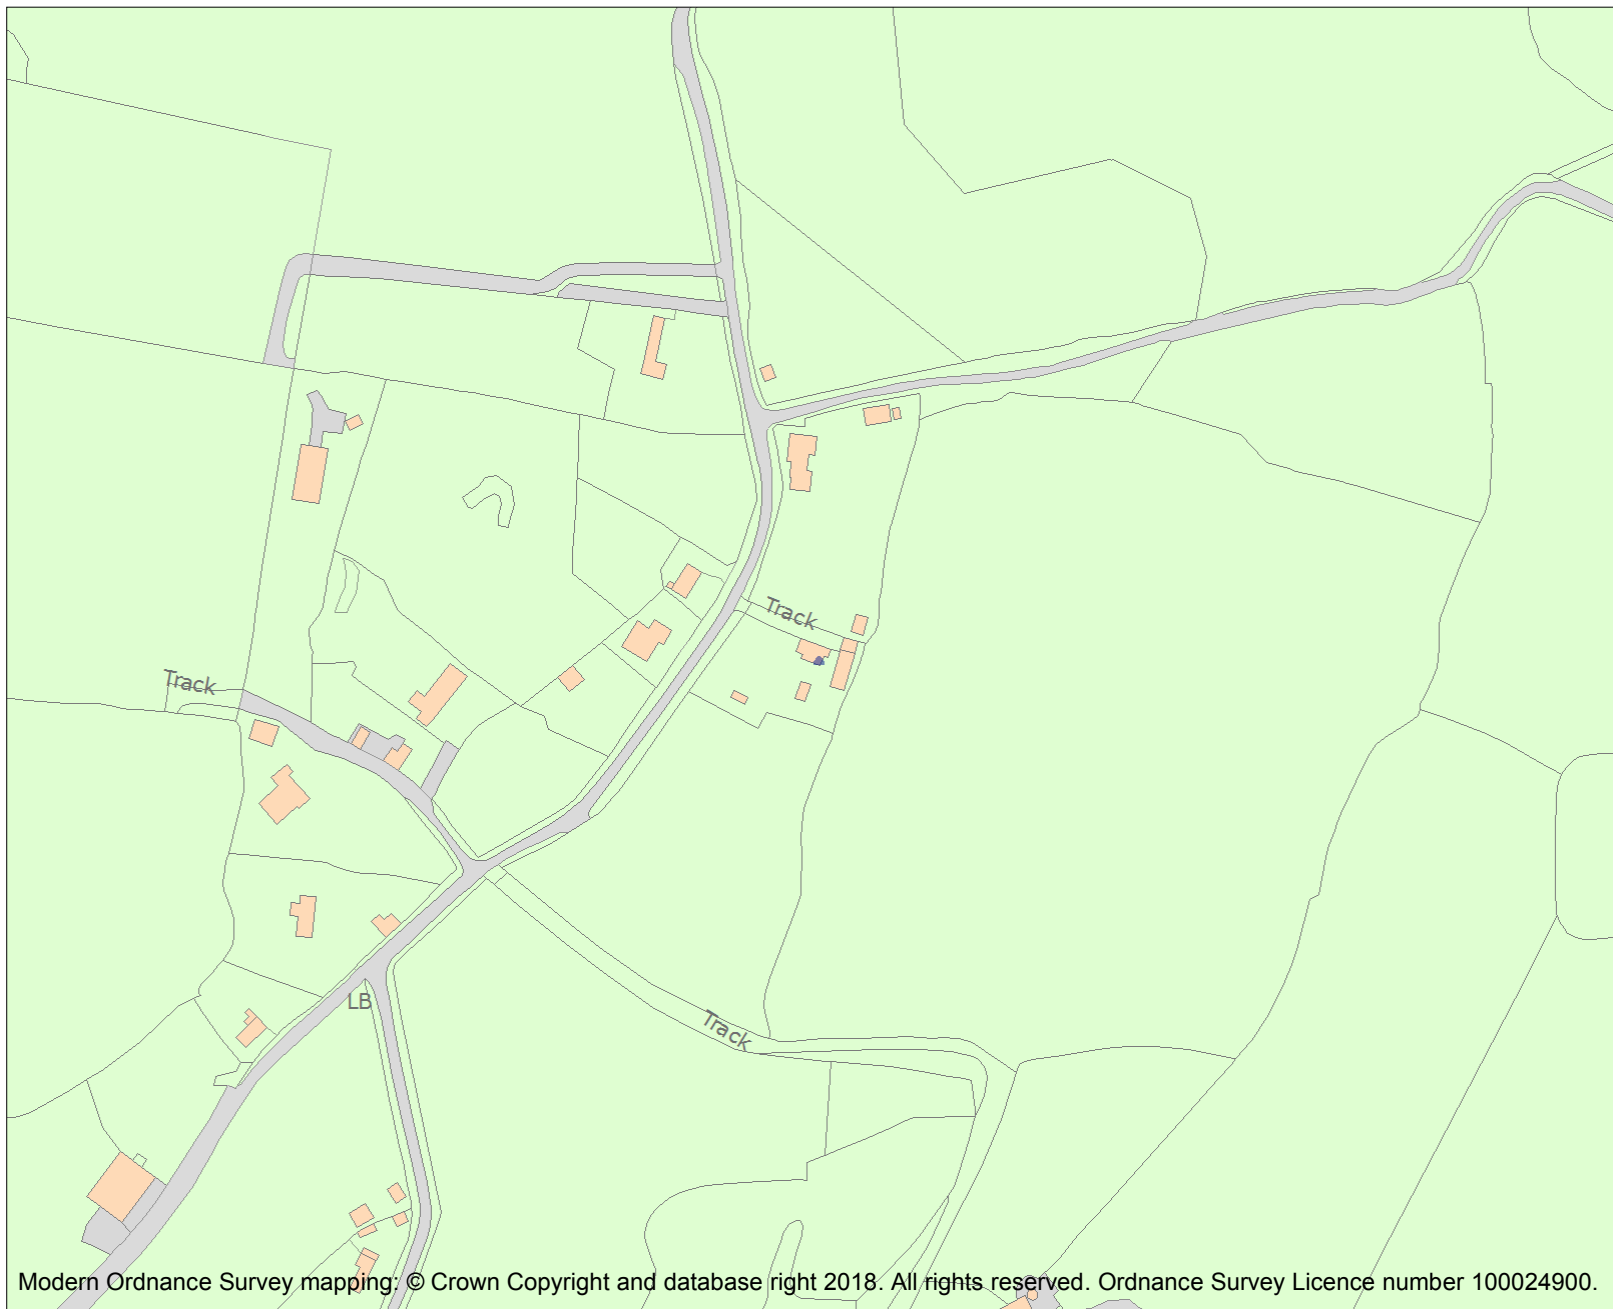 Track
Track
LB
Track
Modern Ordnance Survey mapping: © Crown Copyright and database right 2018. All rights reserved. Ordnance Survey Licence number 100024900.